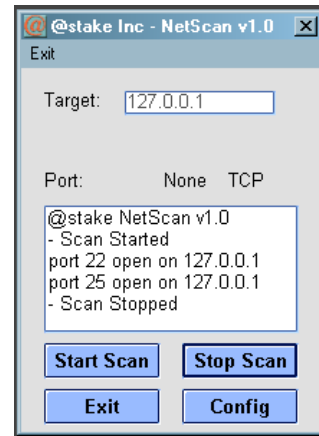 @stake Inc - NetScan v1.0
Exit
Target: 127.0.0.1
Port: None TCP
@stake NetScan v1.0
- Scan Started
port 22 open on 127.0.0.1
port 25 open on 127.0.0.1
- Scan Stopped
Start Scan Stop Scan
Exit Config